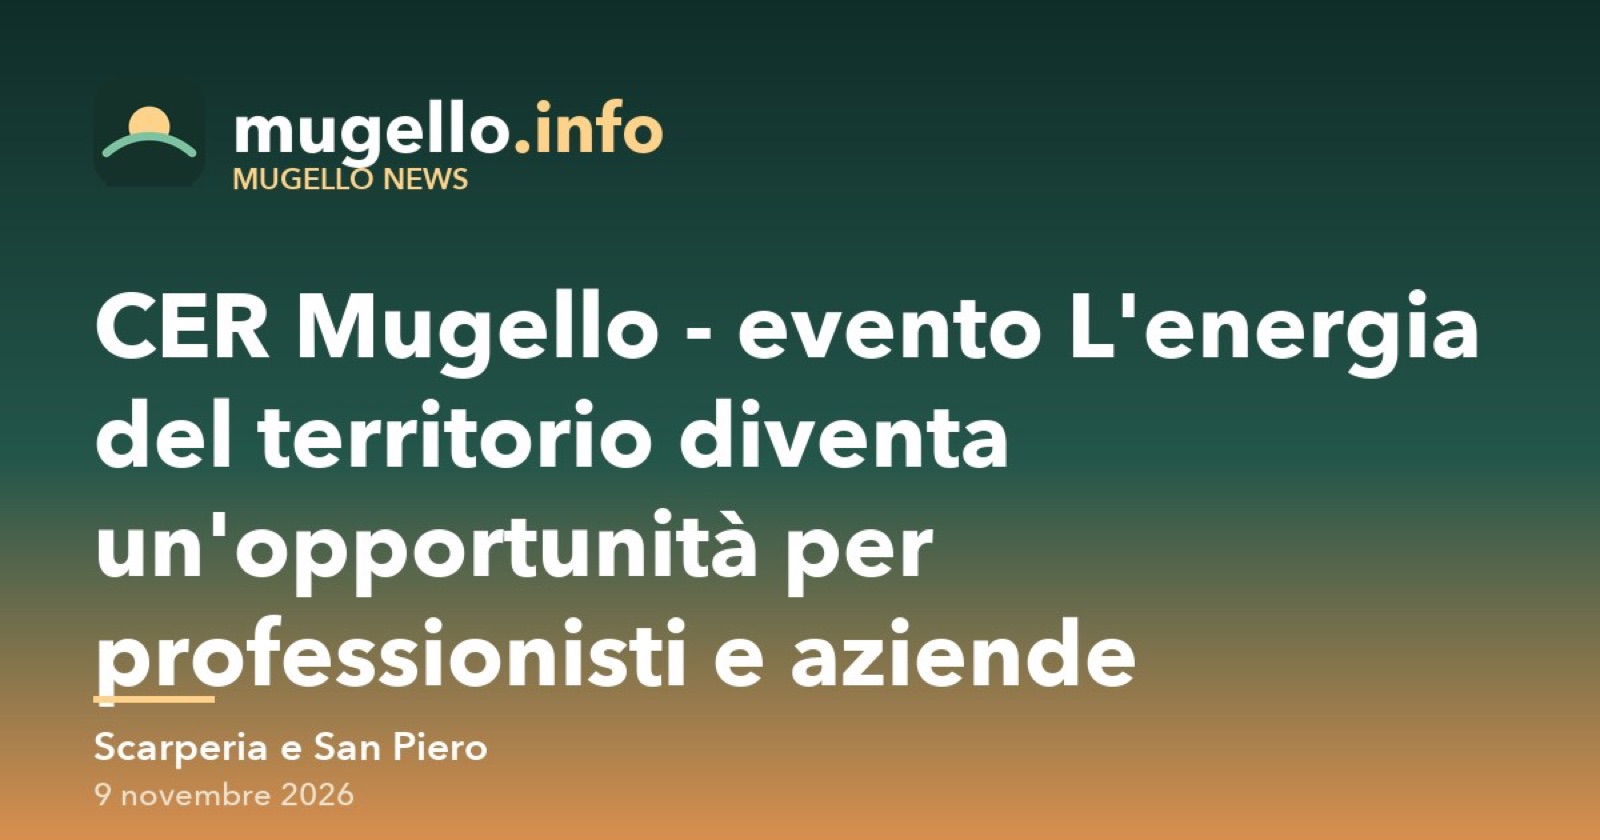 mugello.info
MUGELLO NEWS
CER Mugello - evento L'energia
del territorio diventa
un'opportunità per
professionisti e aziende
Scarperia e San Piero
9 novembre 2026